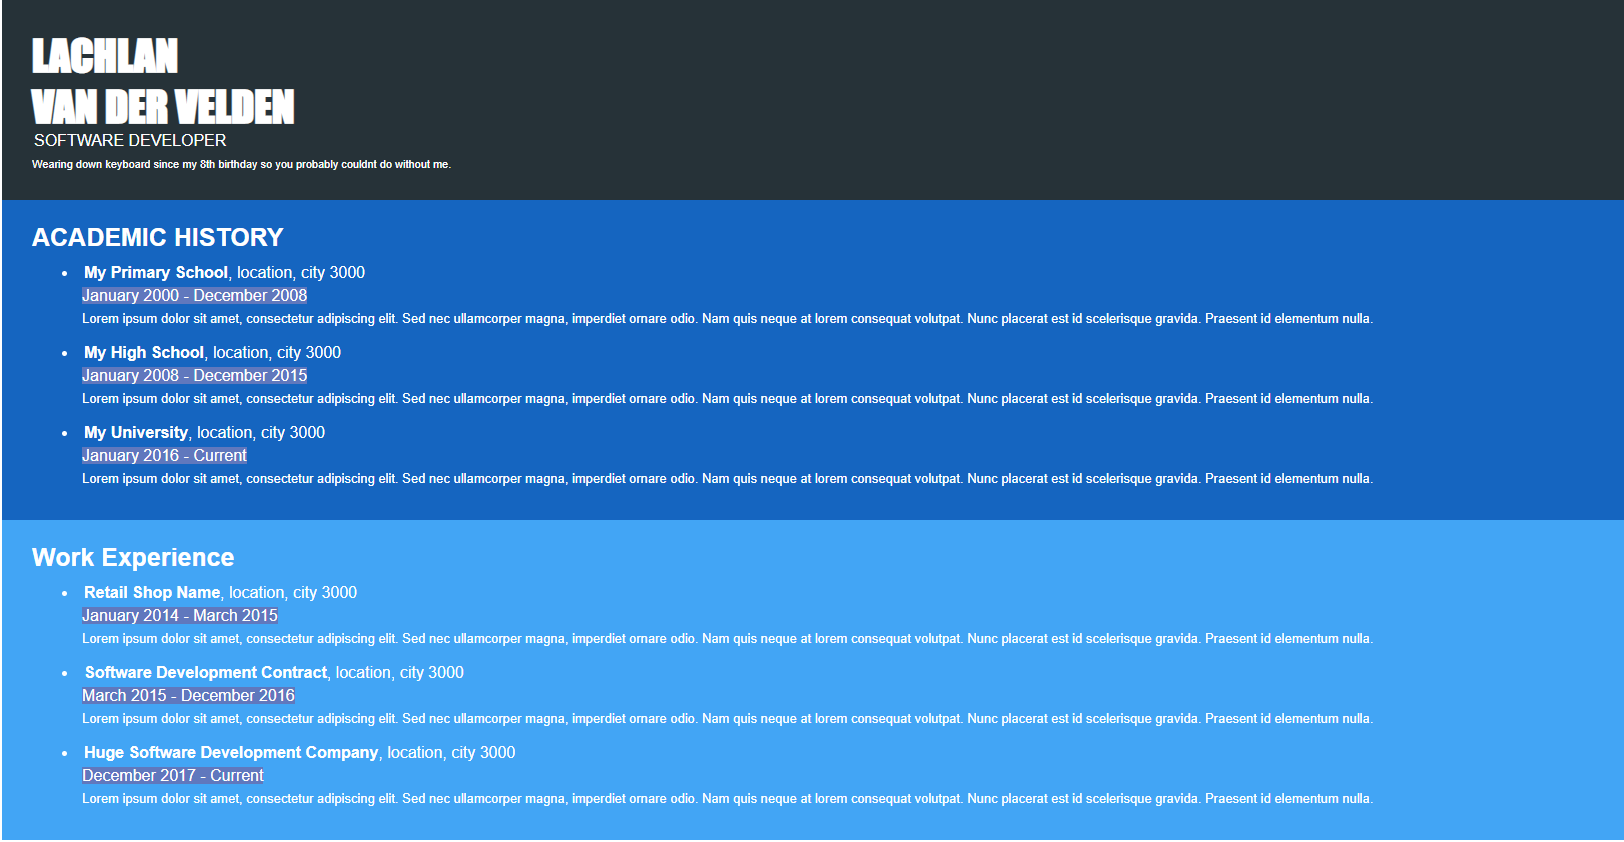 LACHLAN
VAN DER VELDEN
SOFTWARE DEVELOPER
Wearing down keyboard since my 8th birthday so you probably couldnt do without me.
ACADEMIC HISTORY
• My Primary School, location, city 3000
January 2000 - December 2008
Lorem ipsum dolor sit amet, consectetur adipiscing elit. Sed nec ullamcorper magna, imperdiet ornare odio. Nam quis neque at lorem consequat volutpat. Nunc placerat est id scelerisque gravida. Praesent id elementum nulla.
• My High School, location, city 3000
January 2008 - December 2015
Lorem ipsum dolor sit amet, consectetur adipiscing elit. Sed nec ullamcorper magna, imperdiet ornare odio. Nam quis neque at lorem consequat volutpat. Nunc placerat est id scelerisque gravida. Praesent id elementum nulla.
• My University, location, city 3000
January 2016 - Current
Lorem ipsum dolor sit amet, consectetur adipiscing elit. Sed nec ullamcorper magna, imperdiet ornare odio. Nam quis neque at lorem consequat volutpat. Nunc placerat est id scelerisque gravida. Praesent id elementum nulla.
Work Experience
• Retail Shop Name, location, city 3000
January 2014 - March 2015
Lorem ipsum dolor sit amet, consectetur adipiscing elit. Sed nec ullamcorper magna, imperdiet ornare odio. Nam quis neque at lorem consequat volutpat. Nunc placerat est id scelerisque gravida. Praesent id elementum nulla.
• Software Development Contract, location, city 3000
March 2015 - December 2016
Lorem ipsum dolor sit amet, consectetur adipiscing elit. Sed nec ullamcorper magna, imperdiet ornare odio. Nam quis neque at lorem consequat volutpat. Nunc placerat est id scelerisque gravida. Praesent id elementum nulla.
• Huge Software Development Company, location, city 3000
December 2017 - Current
Lorem ipsum dolor sit amet, consectetur adipiscing elit. Sed nec ullamcorper magna, imperdiet ornare odio. Nam quis neque at lorem consequat volutpat. Nunc placerat est id scelerisque gravida. Praesent id elementum nulla.